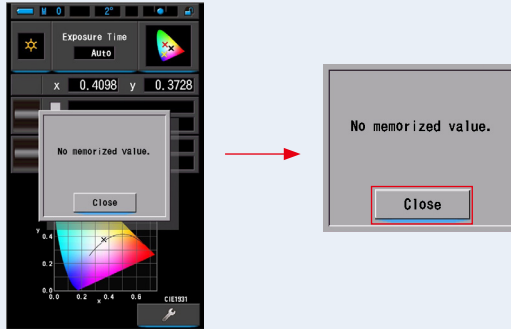 M 0 2°
Exposure Time
Auto
x 0.4098 y 0.3728
No memorized value.
Close
y
0.4
0.2
0.0
0.0 0.2 x 0.4 0.6 CIE1931
No memorized value.
Close